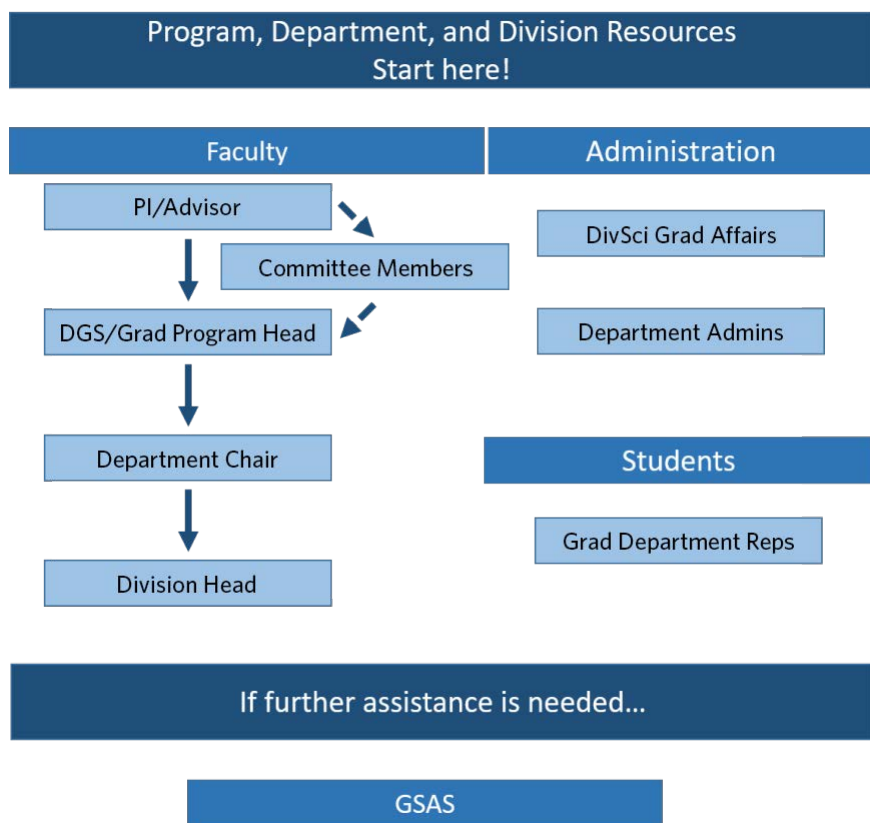 Program, Department, and Division Resources
Start here!
Faculty
Administration
PI/Advisor
DivSci Grad Affairs
Committee Members
DGS/Grad Program Head
Department Admins
Department Chair
Students
Grad Department Reps
Division Head
If further assistance is needed...
GSAS